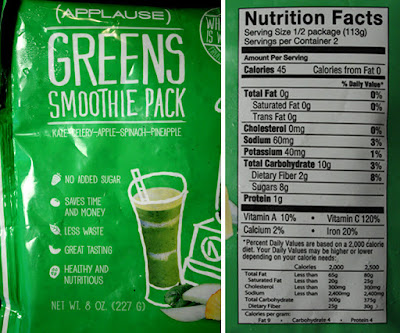 (APPLAUSE)
GREENS
SMOOTHIE PACK
KALE-CELERY-APPLE-SPINACH-PINEAPPLE
NO ADDED SUGAR
SAVES TIME
AND MONEY
LESS WASTE
GREAT TASTING
HEALTHY AND
NUTRITIOUS
NET WT. 8 OZ. (227 G)
Nutrition Facts
Serving Size 1/2 package (113g)
Servings per Container 2
Amount Per Serving
Calories 45 Calories from Fat 0
% Daily Value*
Total Fat 0g 0%
Saturated Fat 0g 0%
Trans Fat 0g
Cholesterol 0mg 0%
Sodium 60mg 3%
Potassium 40mg 1%
Total Carbohydrate 10g 3%
Dietary Fiber 2g 8%
Sugars 8g
Protein 1g
Vitamin A 10% • Vitamin C 120%
Calcium 2% • Iron 20%
*Percent Daily Values are based on a 2,000 calorie
diet. Your Daily Values may be higher or lower
depending on your calorie needs:
Calories 2,000 2,500
Total Fat Less than 65g 80g
Saturated Fat Less than 20g 25g
Cholesterol Less than 300mg 300mg
Sodium Less than 2,400mg 2,400mg
Total Carbohydrate 300g 375g
Dietary Fiber 25g 30g
Calories per gram:
Fat 9 • Carbohydrate 4 • Protein 4